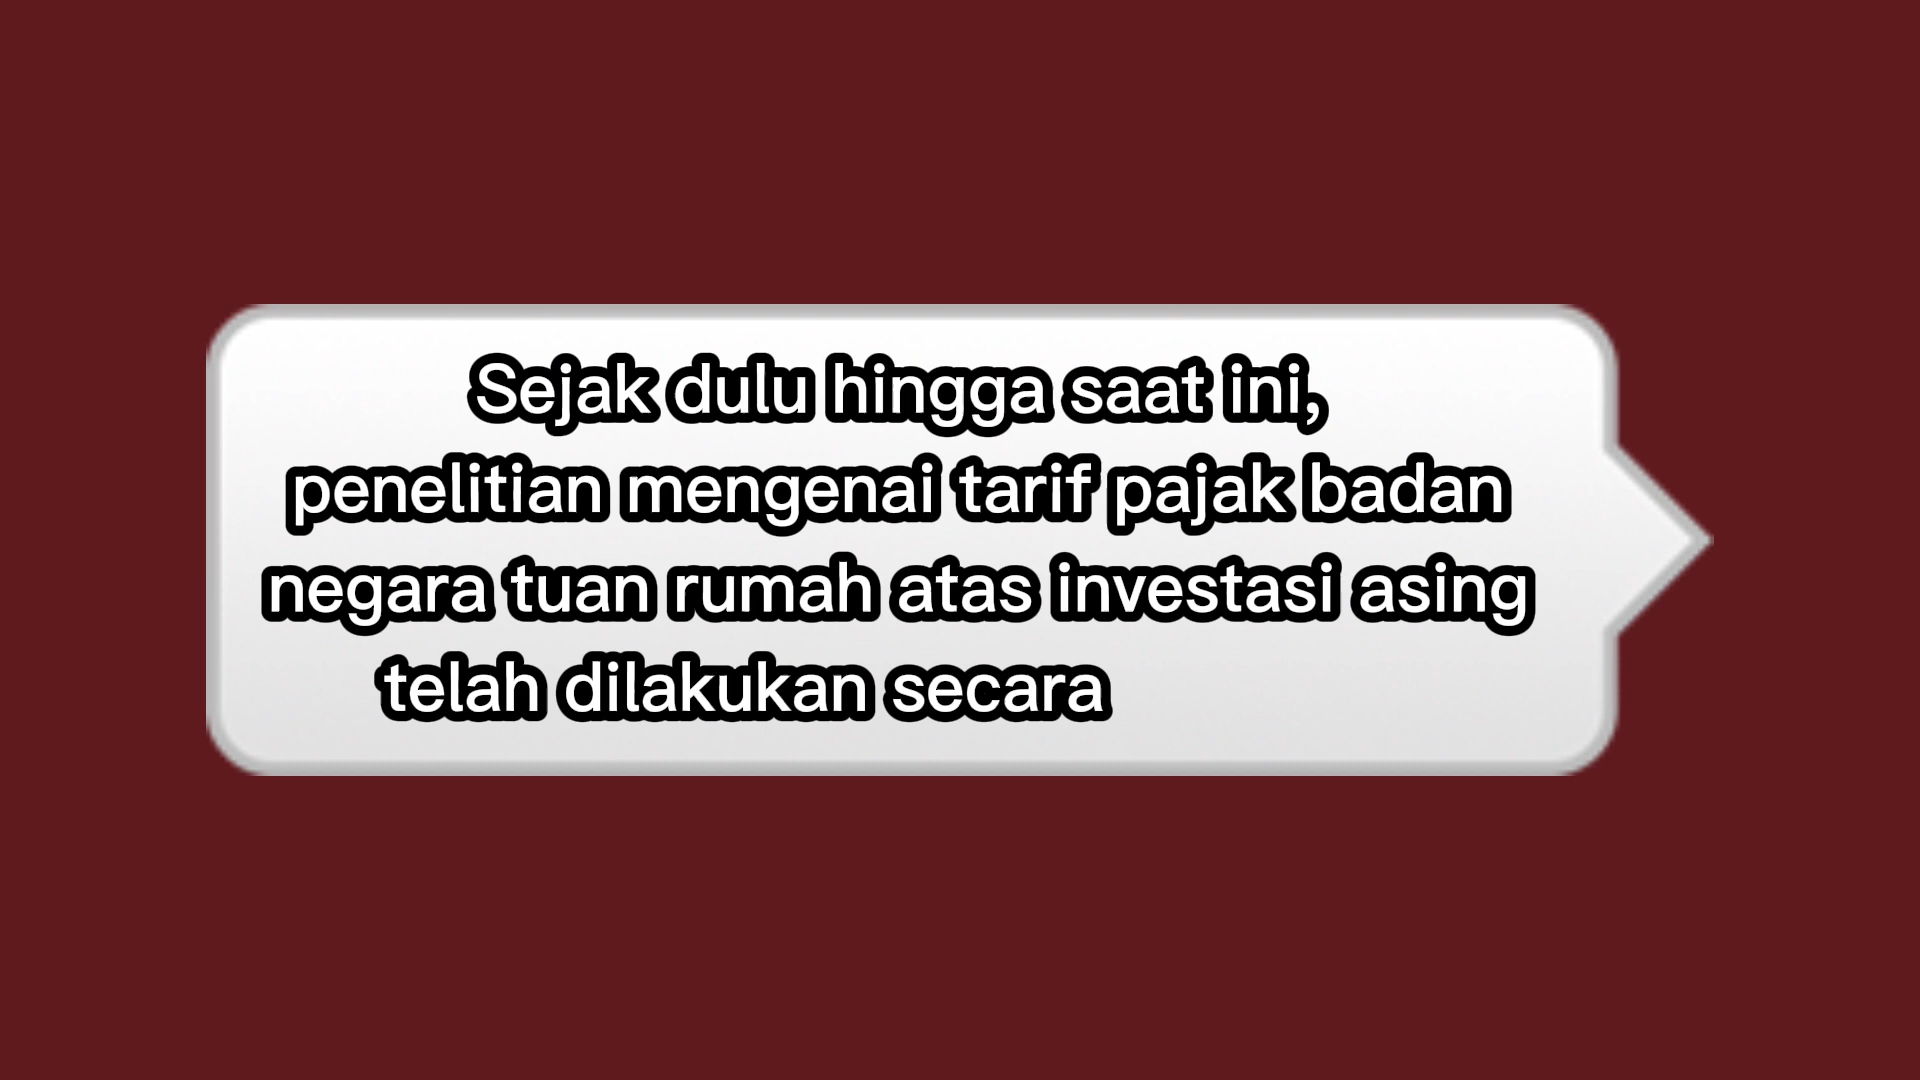 Sejak dulu hingga saat ini,
penelitian mengenai tarif pajak badan
negara tuan rumah atas investasi asing
telah dilakukan secara